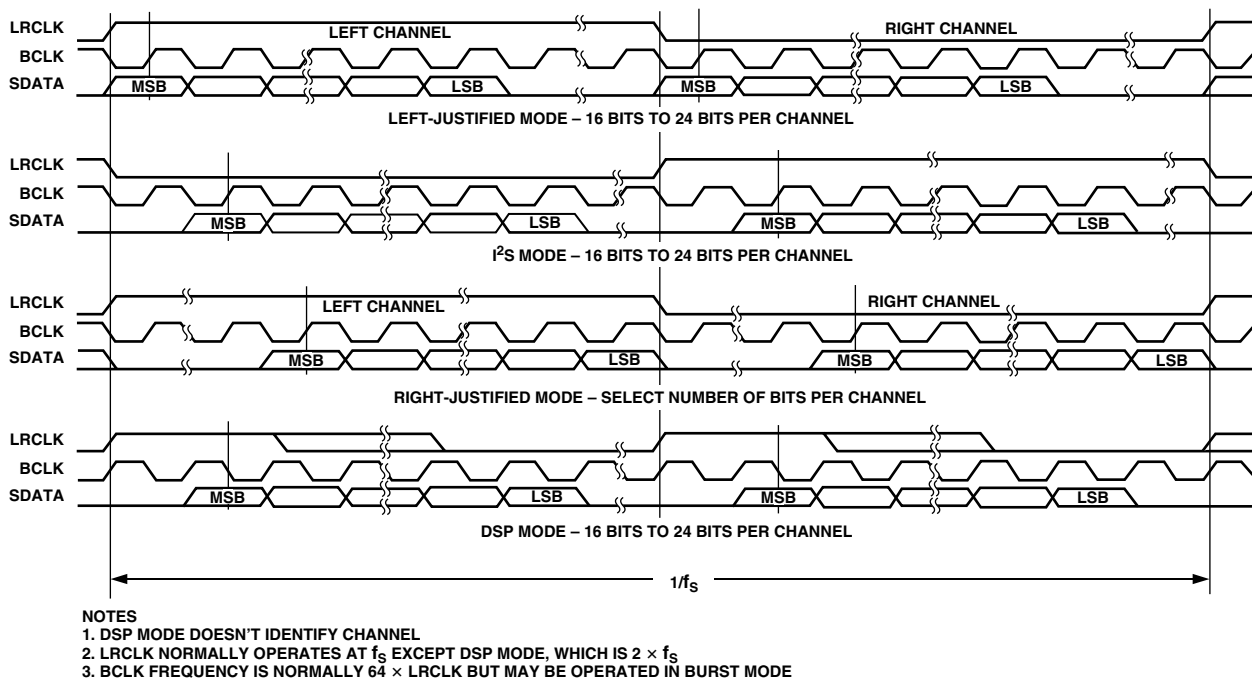 LRCLK
LEFT CHANNEL
RIGHT CHANNEL
BCLK
SDATA
MSB
LSB
MSB
LSB
LEFT-JUSTIFIED MODE – 16 BITS TO 24 BITS PER CHANNEL
LRCLK
BCLK
SDATA
MSB
LSB
MSB
LSB
I²S MODE – 16 BITS TO 24 BITS PER CHANNEL
LRCLK
LEFT CHANNEL
RIGHT CHANNEL
BCLK
SDATA
MSB
LSB
MSB
LSB
RIGHT-JUSTIFIED MODE – SELECT NUMBER OF BITS PER CHANNEL
LRCLK
BCLK
SDATA
MSB
LSB
MSB
LSB
DSP MODE – 16 BITS TO 24 BITS PER CHANNEL
1/fS
NOTES
1. DSP MODE DOESN'T IDENTIFY CHANNEL
2. LRCLK NORMALLY OPERATES AT fS EXCEPT DSP MODE, WHICH IS 2 × fS
3. BCLK FREQUENCY IS NORMALLY 64 × LRCLK BUT MAY BE OPERATED IN BURST MODE